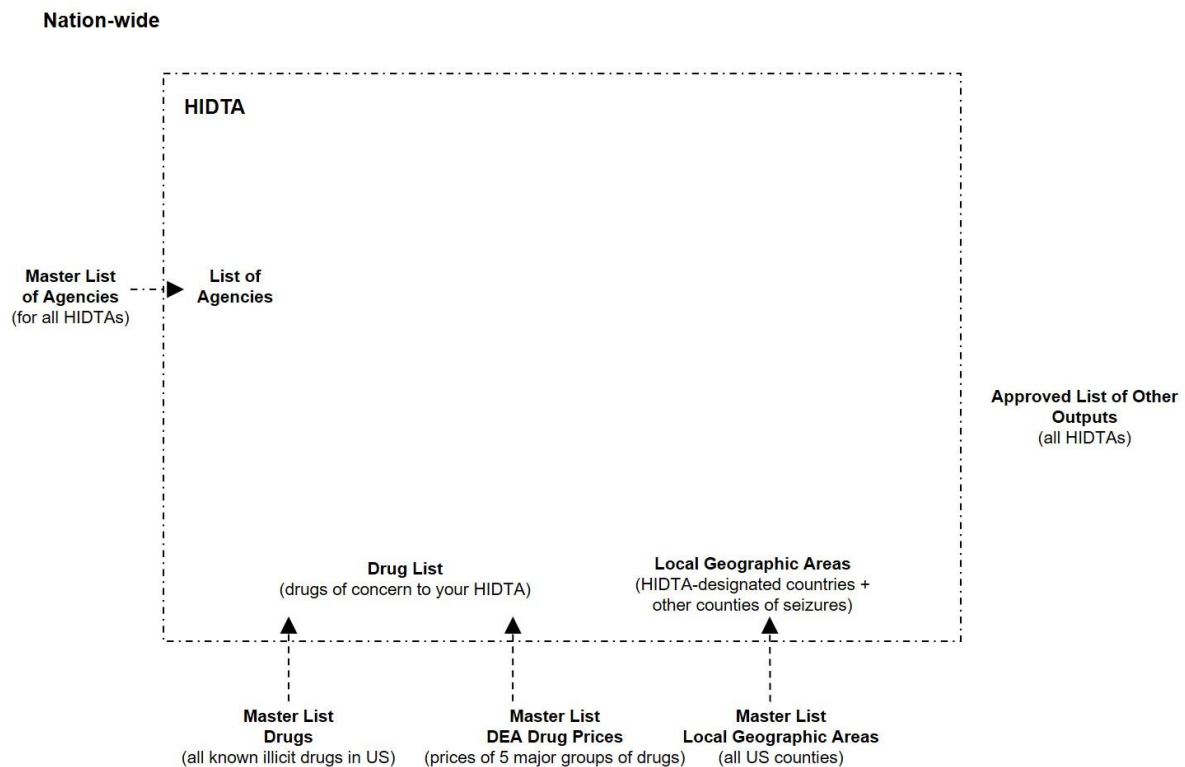 Nation-wide
HIDTA
Master List
of Agencies
(for all HIDTAs)
List of
Agencies
Approved List of Other
Outputs
(all HIDTAs)
Drug List
(drugs of concern to your HIDTA)
Local Geographic Areas
(HIDTA-designated countries +
other counties of seizures)
Master List
Drugs
(all known illicit drugs in US)
Master List
DEA Drug Prices
(prices of 5 major groups of drugs)
Master List
Local Geographic Areas
(all US counties)